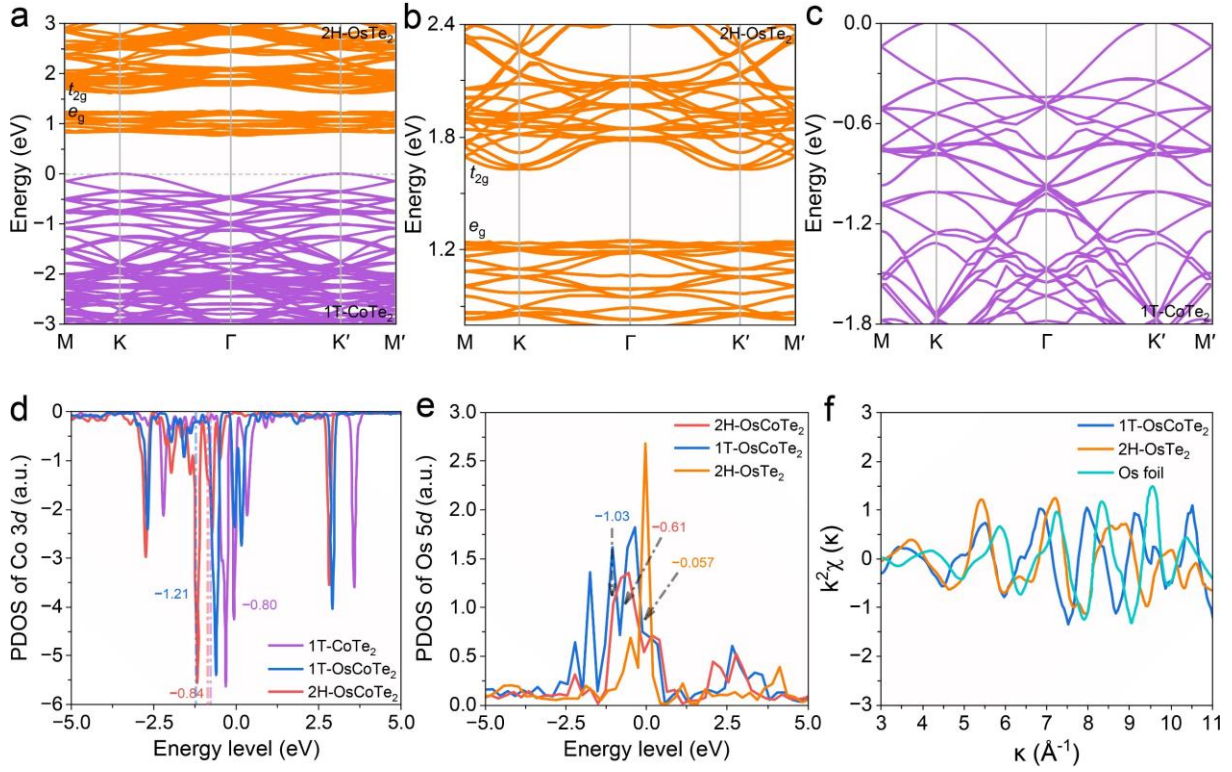 a
3
2
1
0
−1
−2
−3
Energy (eV)
2H-OsTe₂
t₂g
e_g
1T-CoTe₂
M K Γ K′ M′
b
2.4
1.8
1.2
Energy (eV)
2H-OsTe₂
t₂g
e_g
M K Γ K′ M′
c
0.0
−0.6
−1.2
−1.8
Energy (eV)
1T-CoTe₂
M K Γ K′ M′
d
0
−1
−2
−3
−4
−5
−6
PDOS of Co 3d (a.u.)
−1.21
−0.80
−0.84
1T-CoTe₂
1T-OsCoTe₂
2H-OsCoTe₂
−5.0 −2.5 0.0 2.5 5.0
Energy level (eV)
e
3.0
2.5
2.0
1.5
1.0
0.5
0.0
PDOS of Os 5d (a.u.)
2H-OsCoTe₂
1T-OsCoTe₂
2H-OsTe₂
−1.03
−0.61
−0.057
−5.0 −2.5 0.0 2.5 5.0
Energy level (eV)
f
3
2
1
0
−1
−2
−3
k²χ (κ)
1T-OsCoTe₂
2H-OsTe₂
Os foil
3 4 5 6 7 8 9 10 11
κ (Å⁻¹)